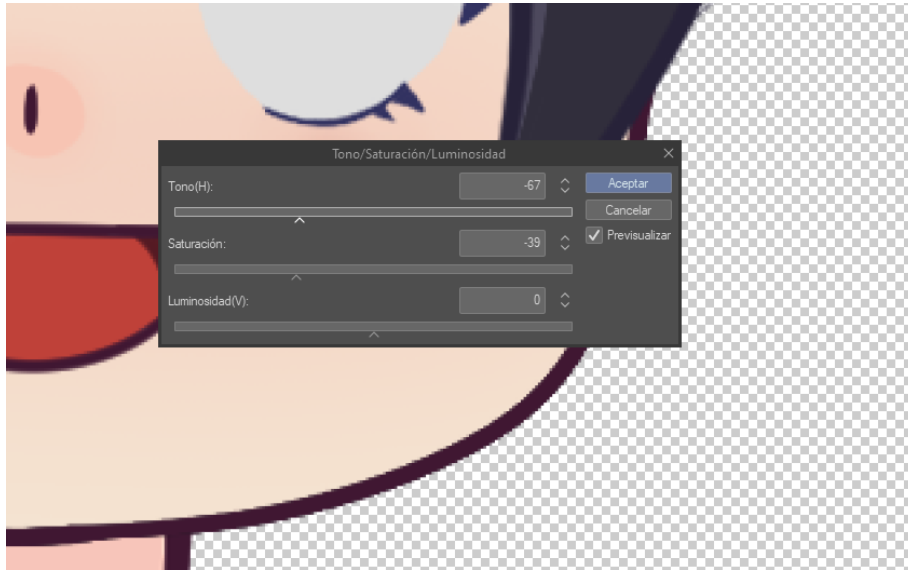 Tono/Saturación/Luminosidad
Tono(H):
-67
Aceptar
Cancelar
Saturación:
-39
Previsualizar
Luminosidad(V):
0